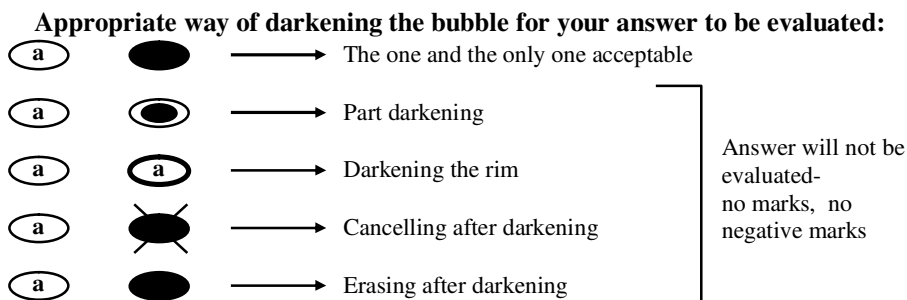 Appropriate way of darkening the bubble for your answer to be evaluated:
a The one and the only one acceptable
a Part darkening
a a Darkening the rim
a Cancelling after darkening
a Erasing after darkening
Answer will not be
evaluated-
no marks, no
negative marks